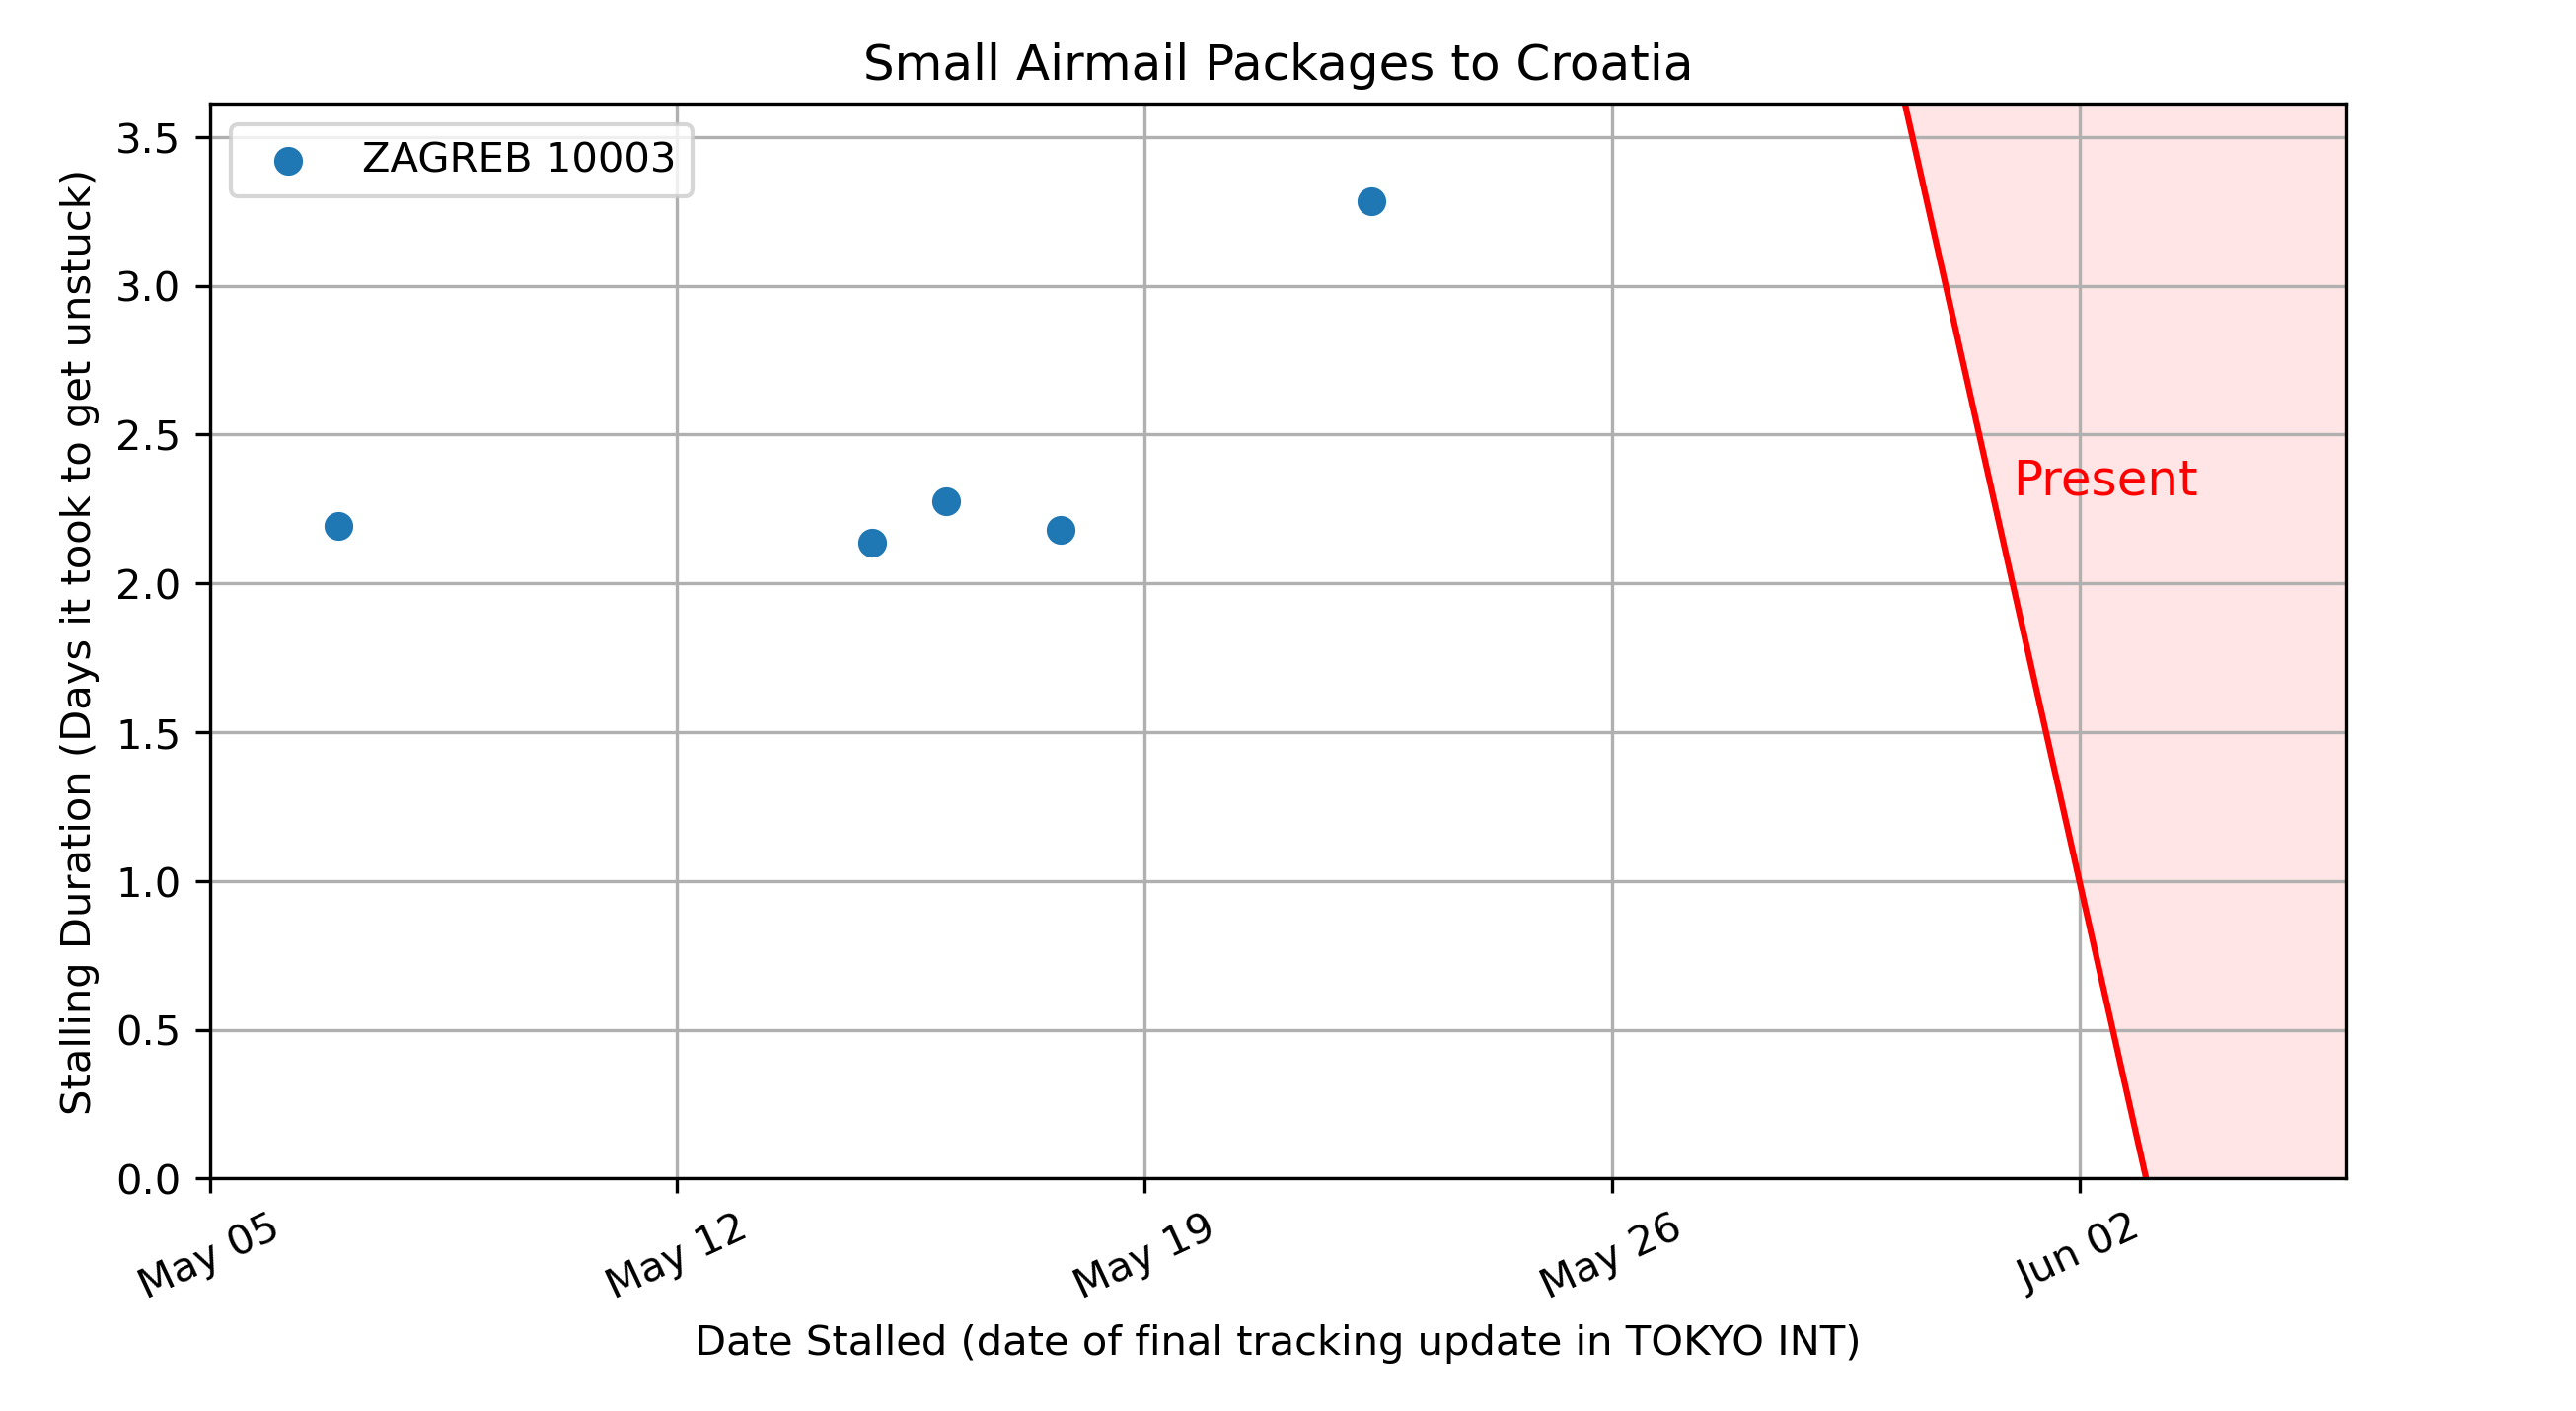 Small Airmail Packages to Croatia
ZAGREB 10003
Present
Stalling Duration (Days it took to get unstuck)
3.5
3.0
2.5
2.0
1.5
1.0
0.5
0.0
May 05
May 12
May 19
May 26
Jun 02
Date Stalled (date of final tracking update in TOKYO INT)